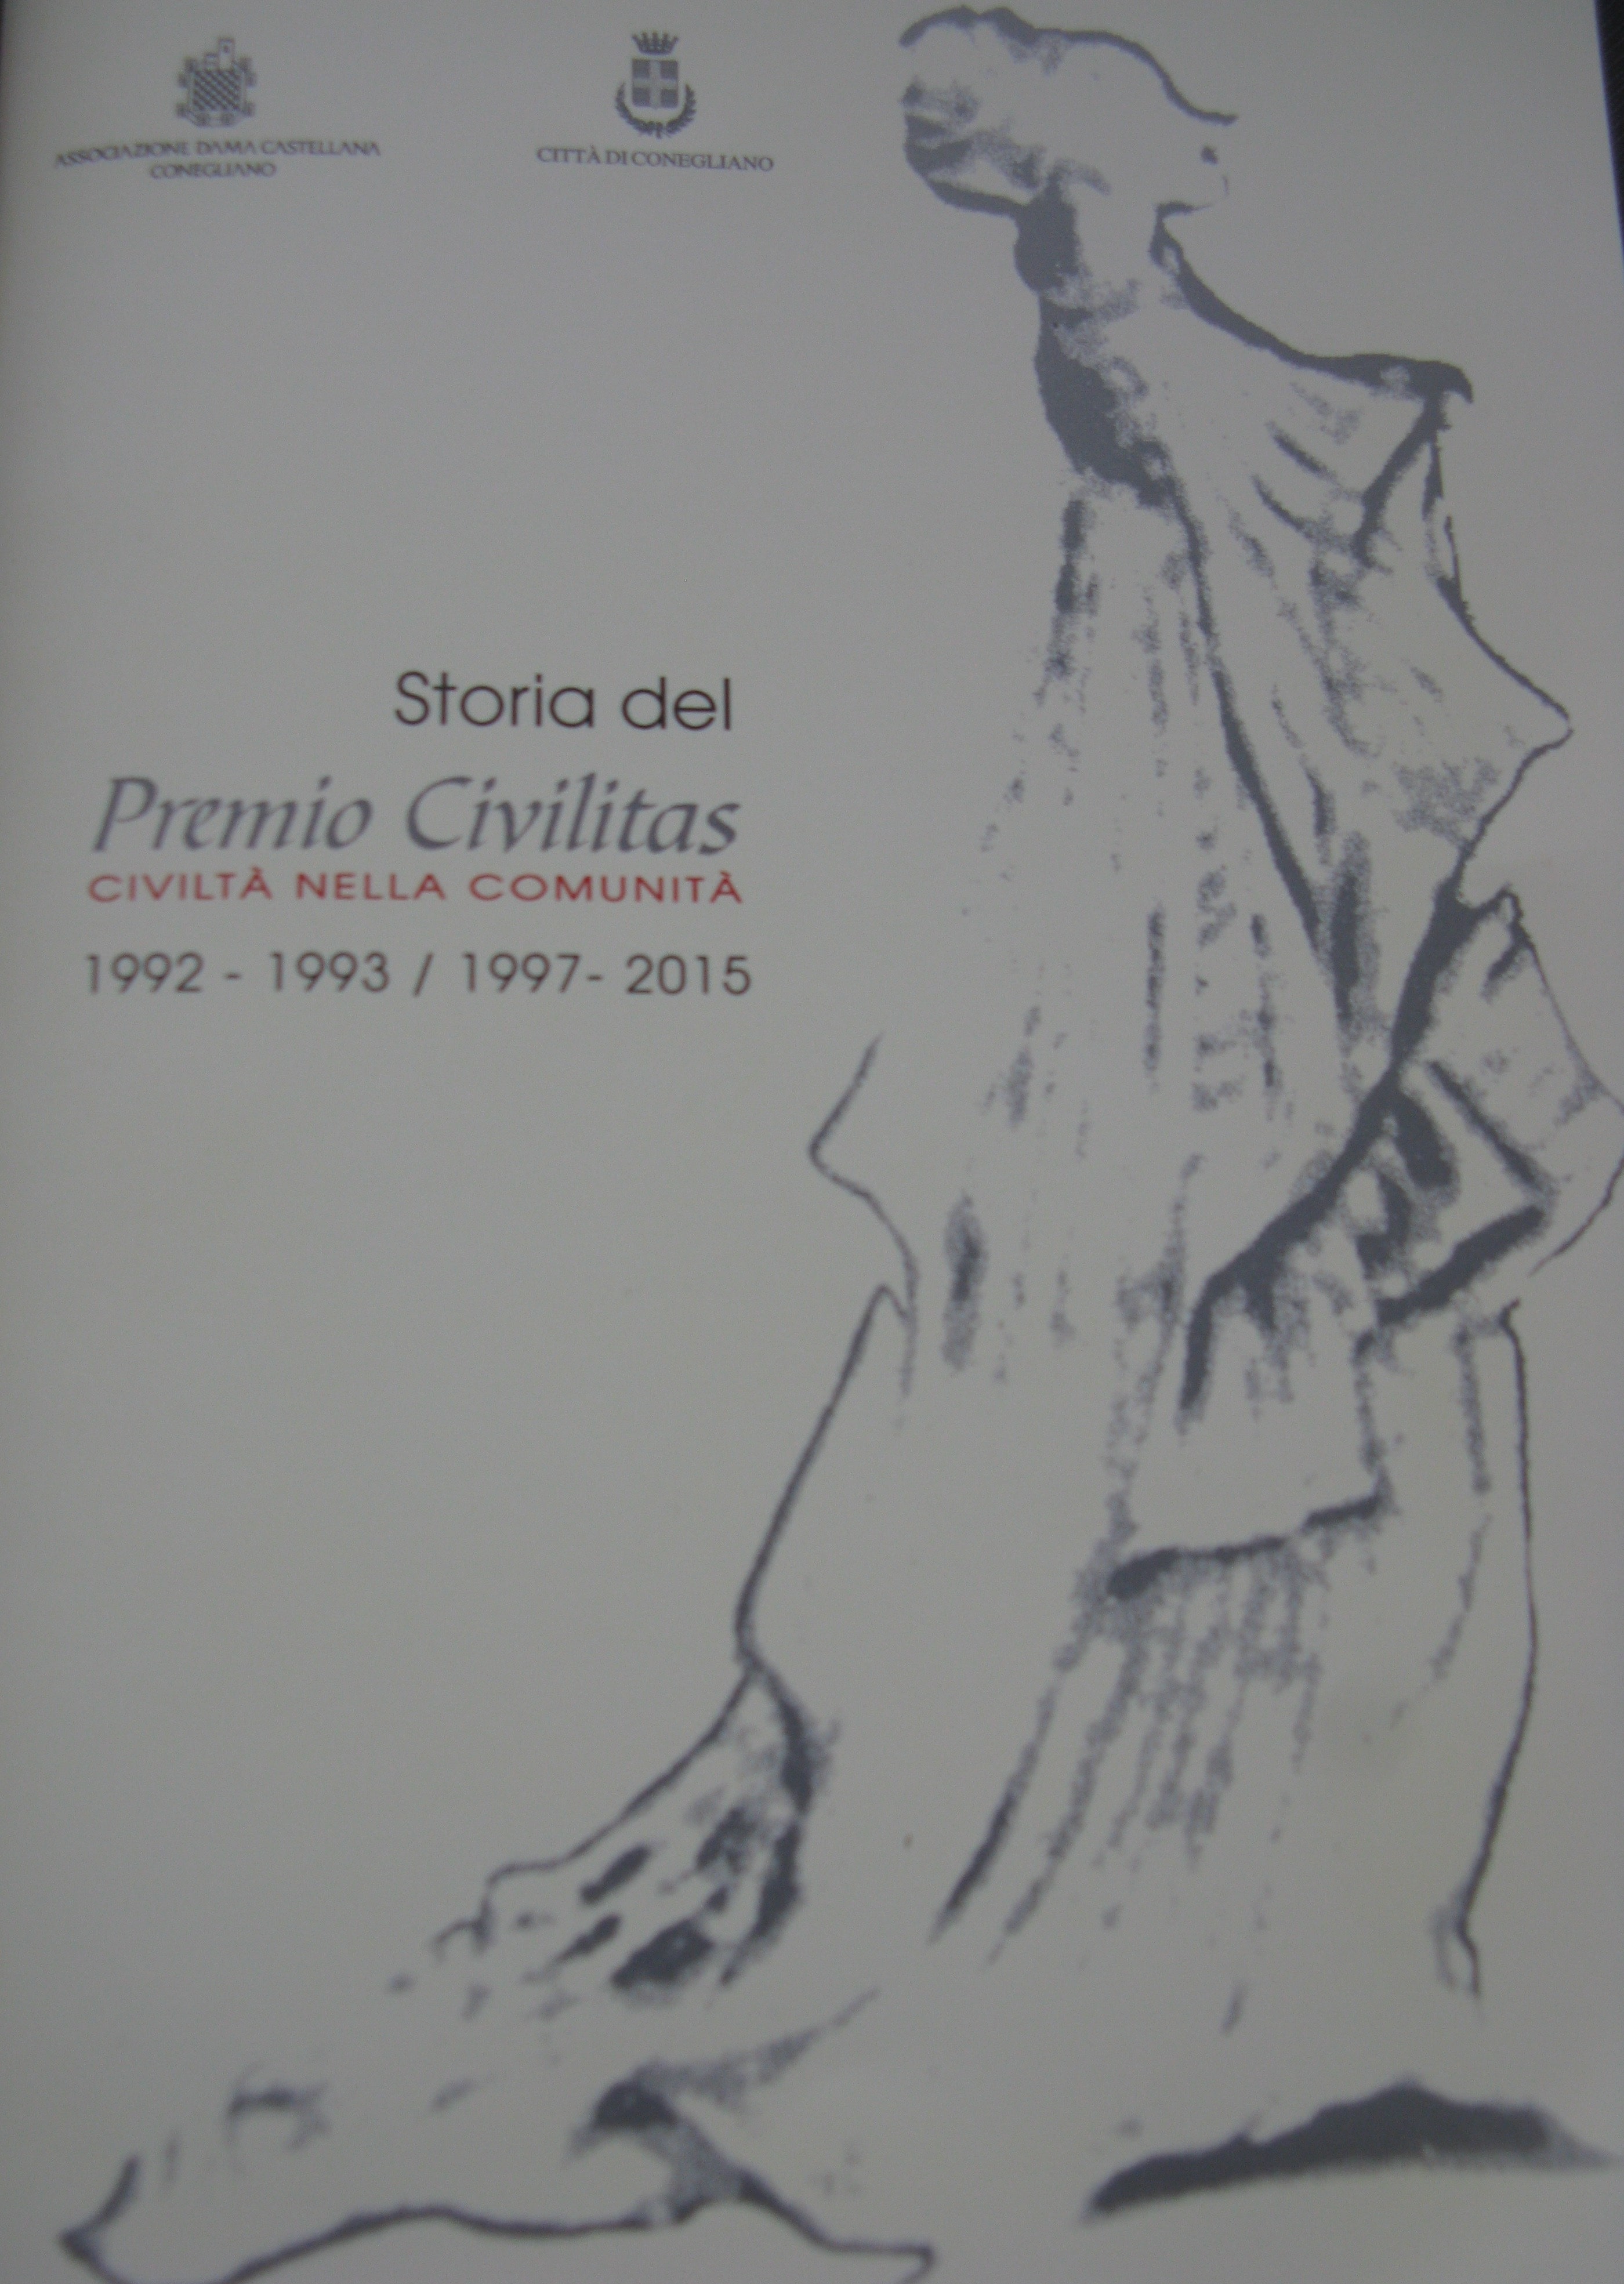 ASSOCIAZIONE DAMA CASTELLANA
CONEGLIANO
CITTÀ DI CONEGLIANO
Storia del
Premio Civilitas
CIVILTÀ NELLA COMUNITÀ
1992 - 1993 / 1997- 2015